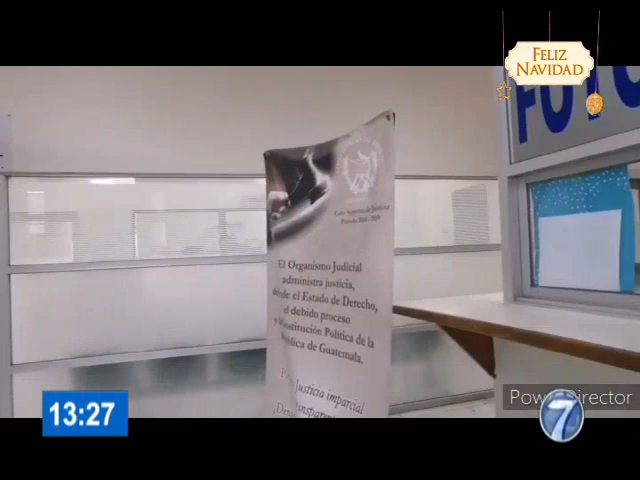 FELIZ
NAVIDAD
FOTOC
Corte Suprema de Justicia
El Organismo Judicial
administra justicia,
el Estado de Derecho,
el debido proceso
Política de la
de Guatemala.
Justicia imparcial
13:27
PowerDirector
7